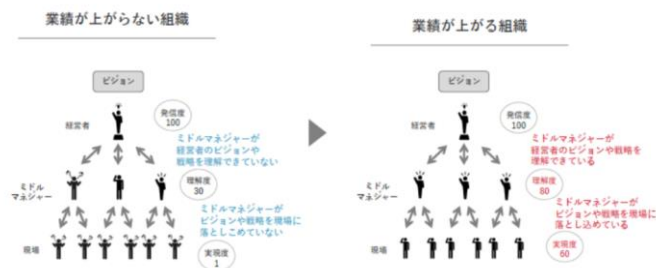 業績が上がらない組織
ビジョン
経営者
発信度
100
ミドルマネジャーが
経営者のビジョンや
戦略を理解できていない
ミドル
マネジャー
理解度
30
ミドルマネジャーが
ビジョンや戦略を現場に
落としこめていない
現場
実現度
1
業績が上がる組織
ビジョン
経営者
発信度
100
ミドルマネジャーが
経営者のビジョンや戦略を
理解できている
ミドル
マネジャー
理解度
80
ミドルマネジャーが
ビジョンや戦略を現場に
落とし込めている
現場
実現度
60